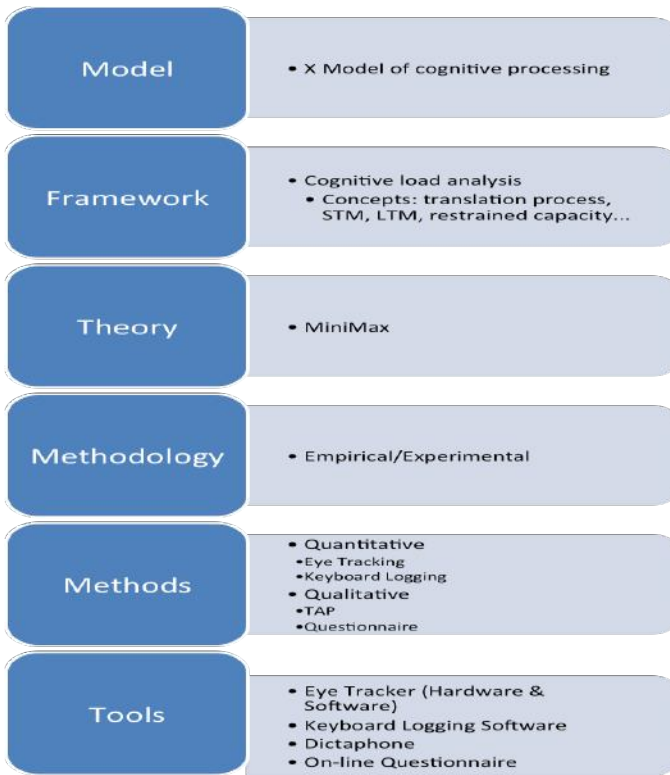 Model
• X Model of cognitive processing
Framework
• Cognitive load analysis
• Concepts: translation process,
STM, LTM, restrained capacity...
Theory
• MiniMax
Methodology
• Empirical/Experimental
Methods
• Quantitative
•Eye Tracking
•Keyboard Logging
• Qualitative
•TAP
•Questionnaire
Tools
• Eye Tracker (Hardware &
Software)
• Keyboard Logging Software
• Dictaphone
• On-line Questionnaire